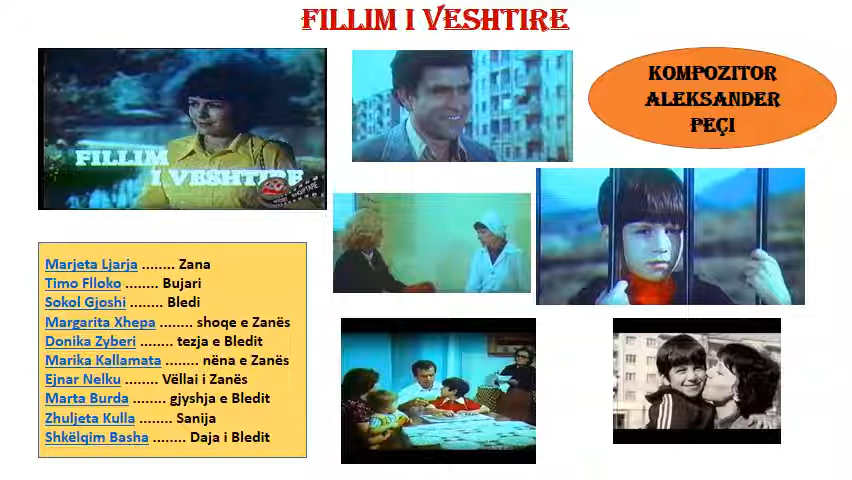 FILLIM I VESHTIRE
KOMPOZITOR
ALEKSANDER
PEÇI
FILLIM
I VESHTIRE
SHQIPTARE
Marjeta Ljarja ........ Zana
Timo Flloko ........ Bujari
Sokol Gjoshi ........ Bledi
Margarita Xhepa ........ shoqe e Zanës
Donika Zyberi ........ tezja e Bledit
Marika Kallamata ........ nëna e Zanës
Ejnar Nelku ........ Vëllai i Zanës
Marta Burda ........ gjyshja e Bledit
Zhuljeta Kulla ........ Sanija
Shkëlqim Basha ........ Daja i Bledit